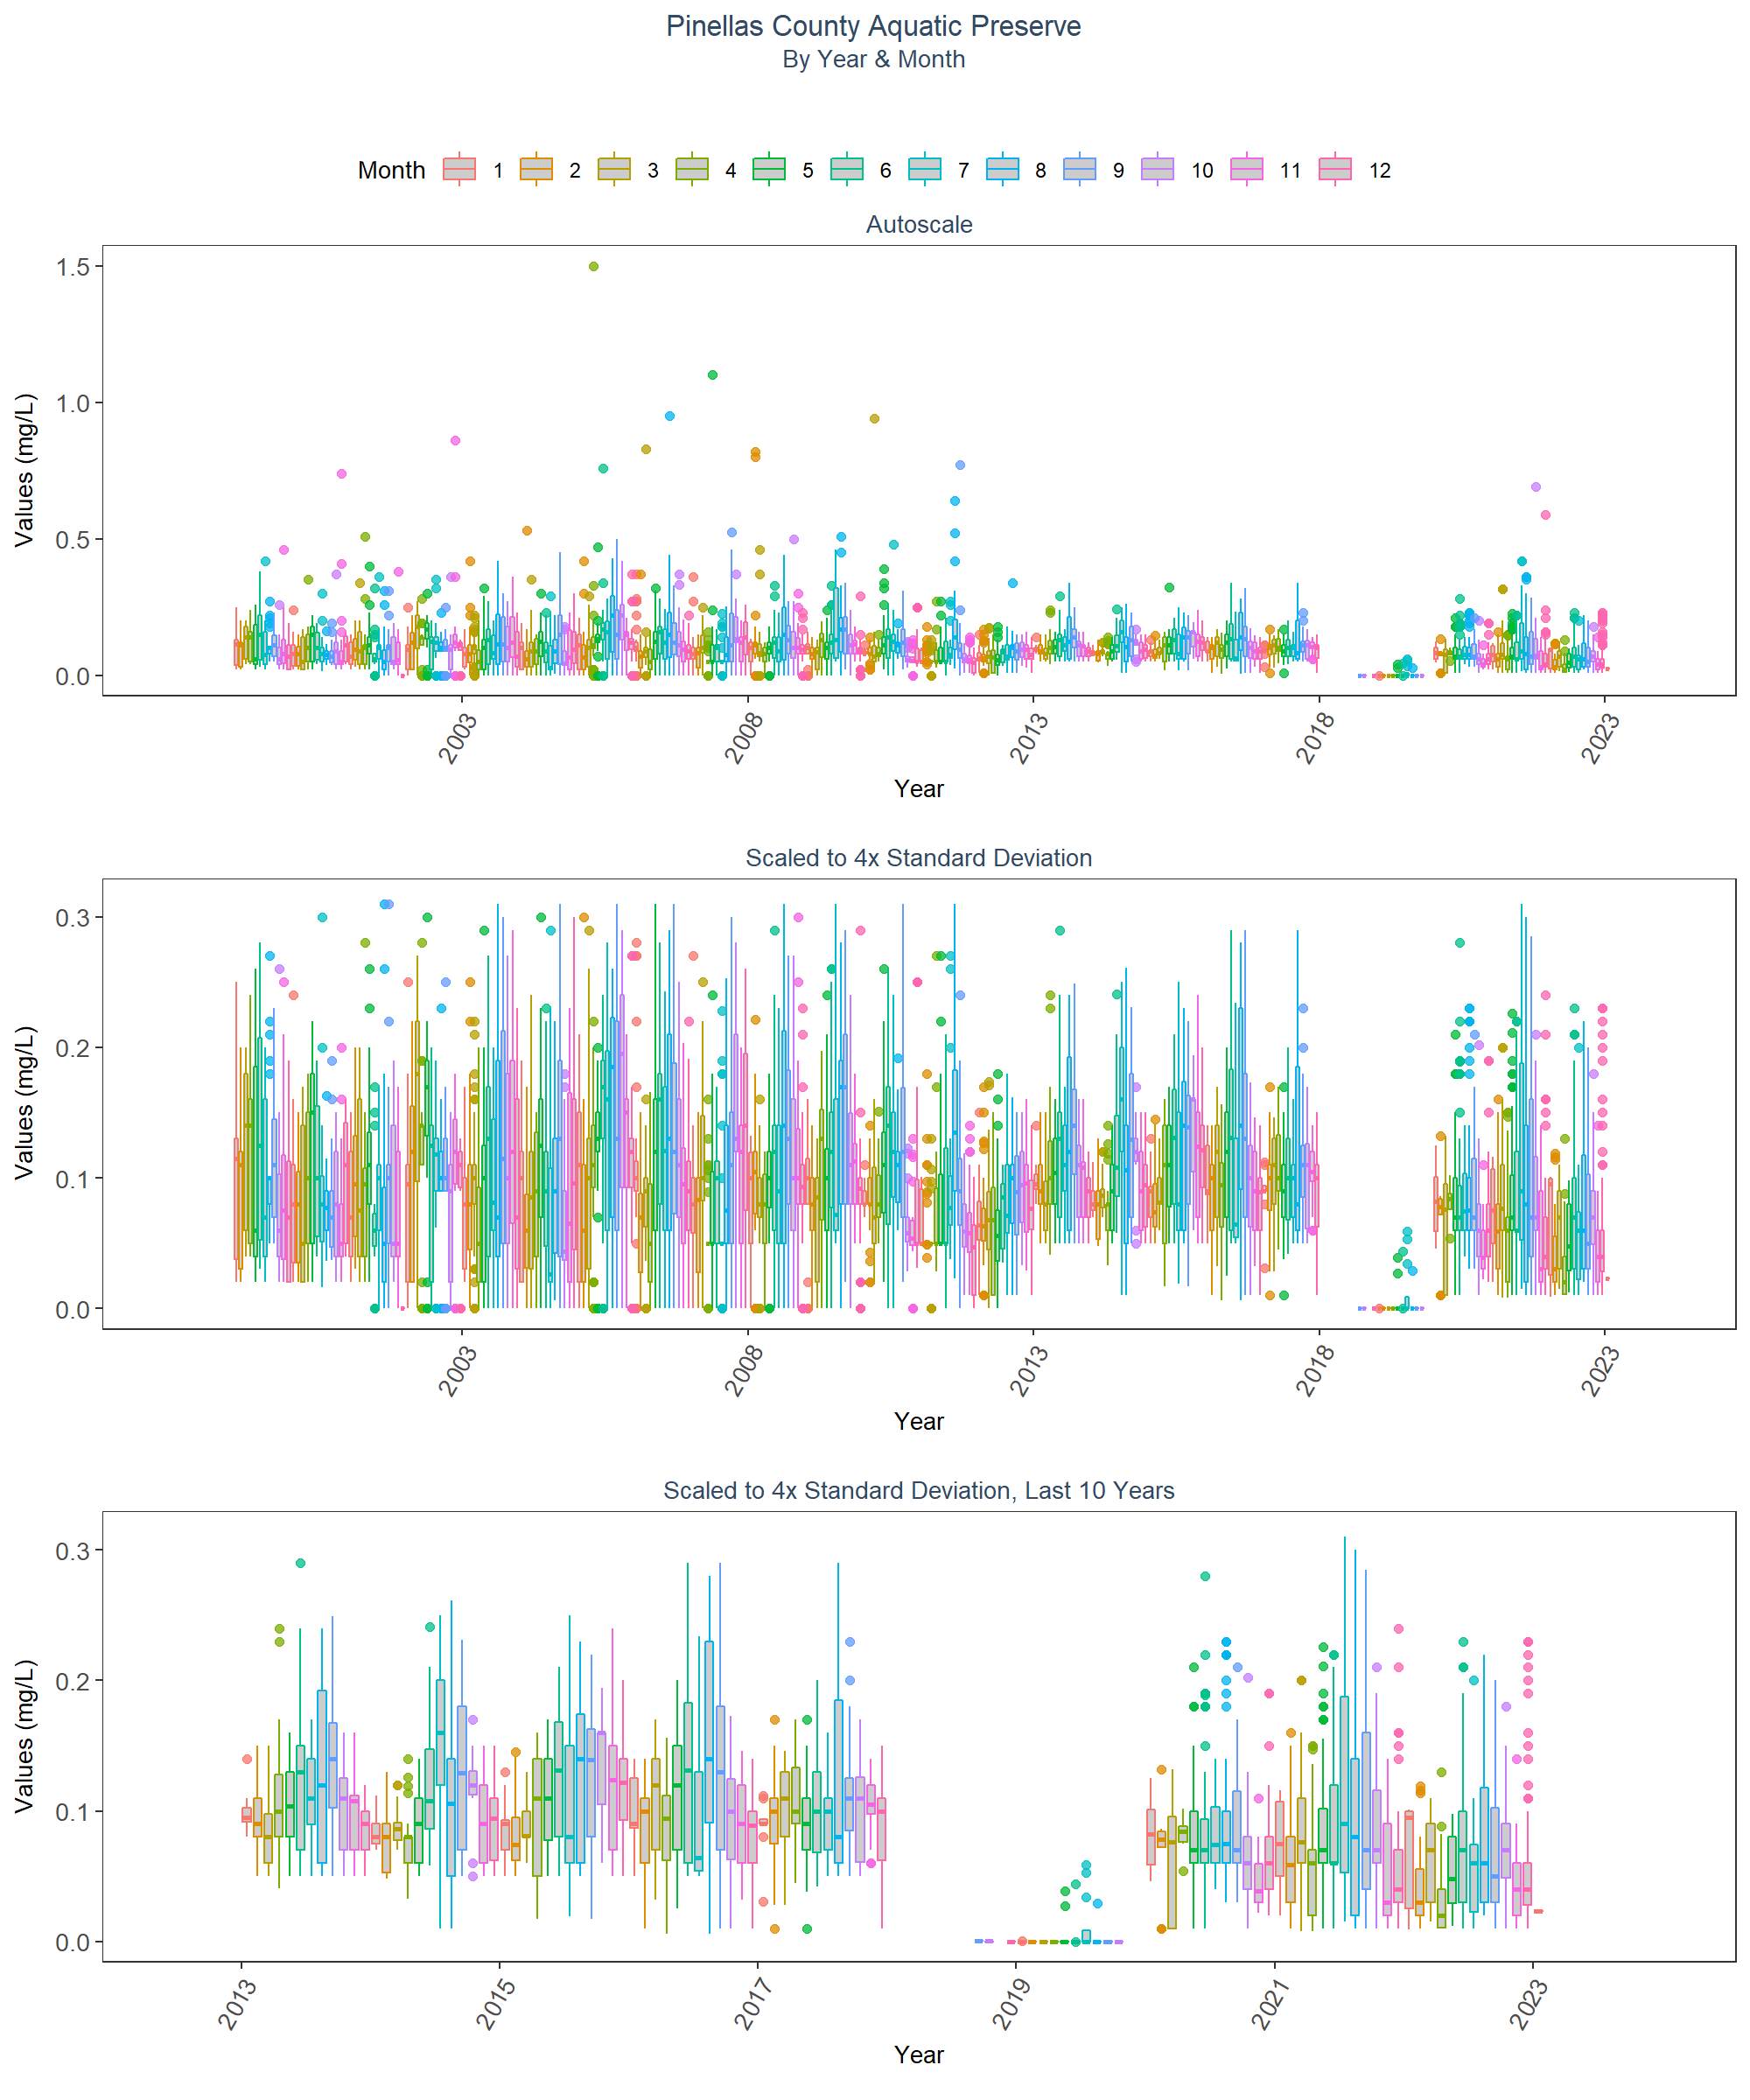 Pinellas County Aquatic Preserve
By Year & Month
Month 1 2 3 4 5 6 7 8 9 10 11 12
Autoscale
Values (mg/L)
1.5
1.0
0.5
0.0
2003 2008 2013 2018 2023
Year
Scaled to 4x Standard Deviation
Values (mg/L)
0.3
0.2
0.1
0.0
2003 2008 2013 2018 2023
Year
Scaled to 4x Standard Deviation, Last 10 Years
Values (mg/L)
0.3
0.2
0.1
0.0
2013 2015 2017 2019 2021 2023
Year